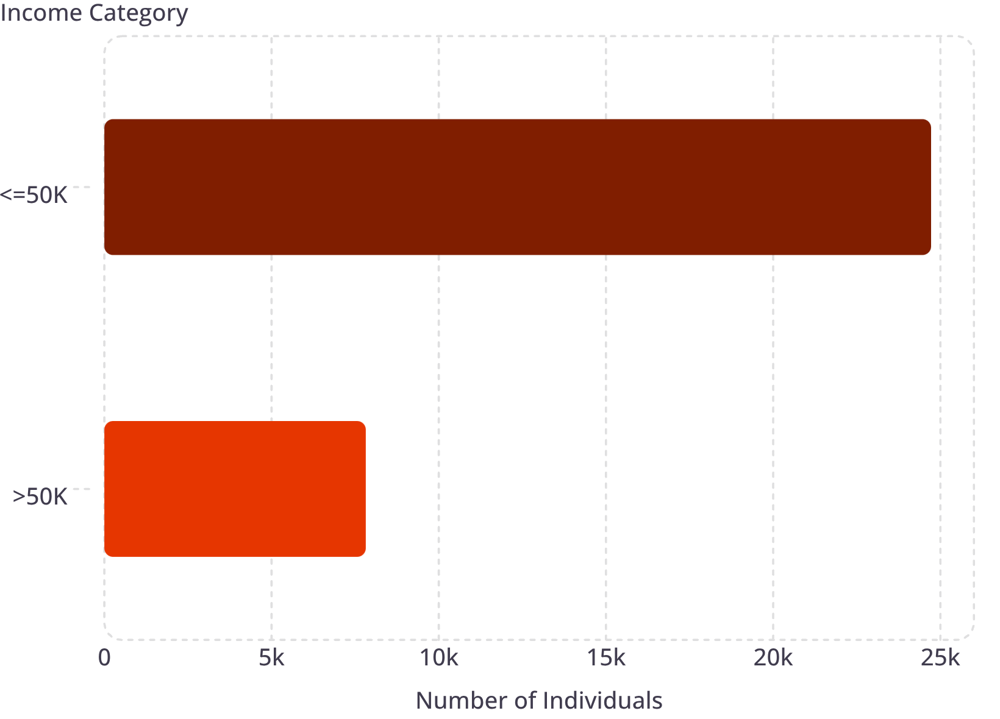 Income Category
<=50K
>50K
0 5k 10k 15k 20k 25k
Number of Individuals